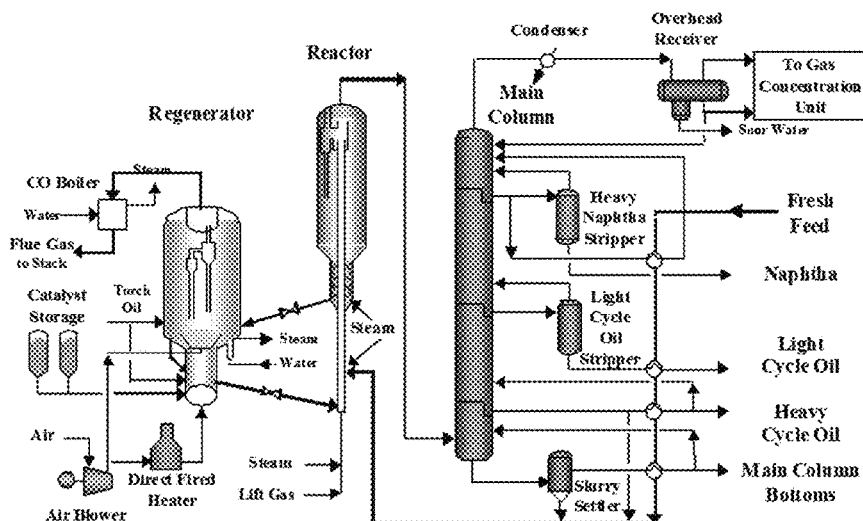 Condenser
Overhead
Receiver
Reactor
To Gas
Concentration
Unit
Main
Column
Regenerator
Sour Water
Steam
CO Boiler
Water
Flue Gas
to Stack
Heavy
Naphtha
Stripper
Fresh
Feed
Naphtha
Catalyst
Storage
Torch
Oil
Steam
Water
Steam
Light
Cycle
Oil
Stripper
Light
Cycle Oil
Heavy
Cycle Oil
Air
Air Blower
Direct Fired
Heater
Steam
Lift Gas
Slurry
Settler
Main Column
Bottoms